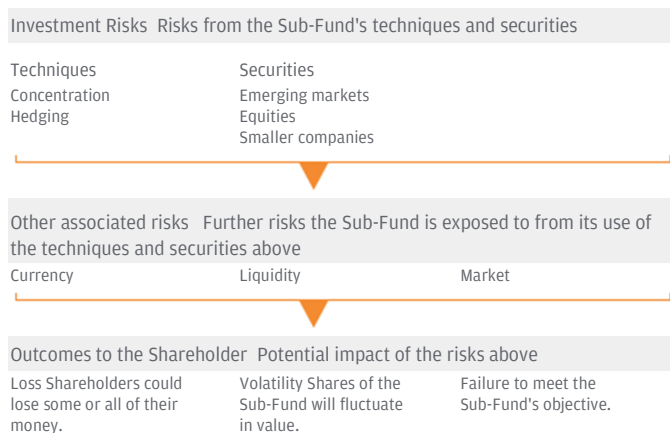 Investment Risks Risks from the Sub-Fund's techniques and securities
Techniques
Concentration
Hedging
Securities
Emerging markets
Equities
Smaller companies
Other associated risks Further risks the Sub-Fund is exposed to from its use of
the techniques and securities above
Currency
Liquidity
Market
Outcomes to the Shareholder Potential impact of the risks above
Loss Shareholders could
lose some or all of their
money.
Volatility Shares of the
Sub-Fund will fluctuate
in value.
Failure to meet the
Sub-Fund's objective.